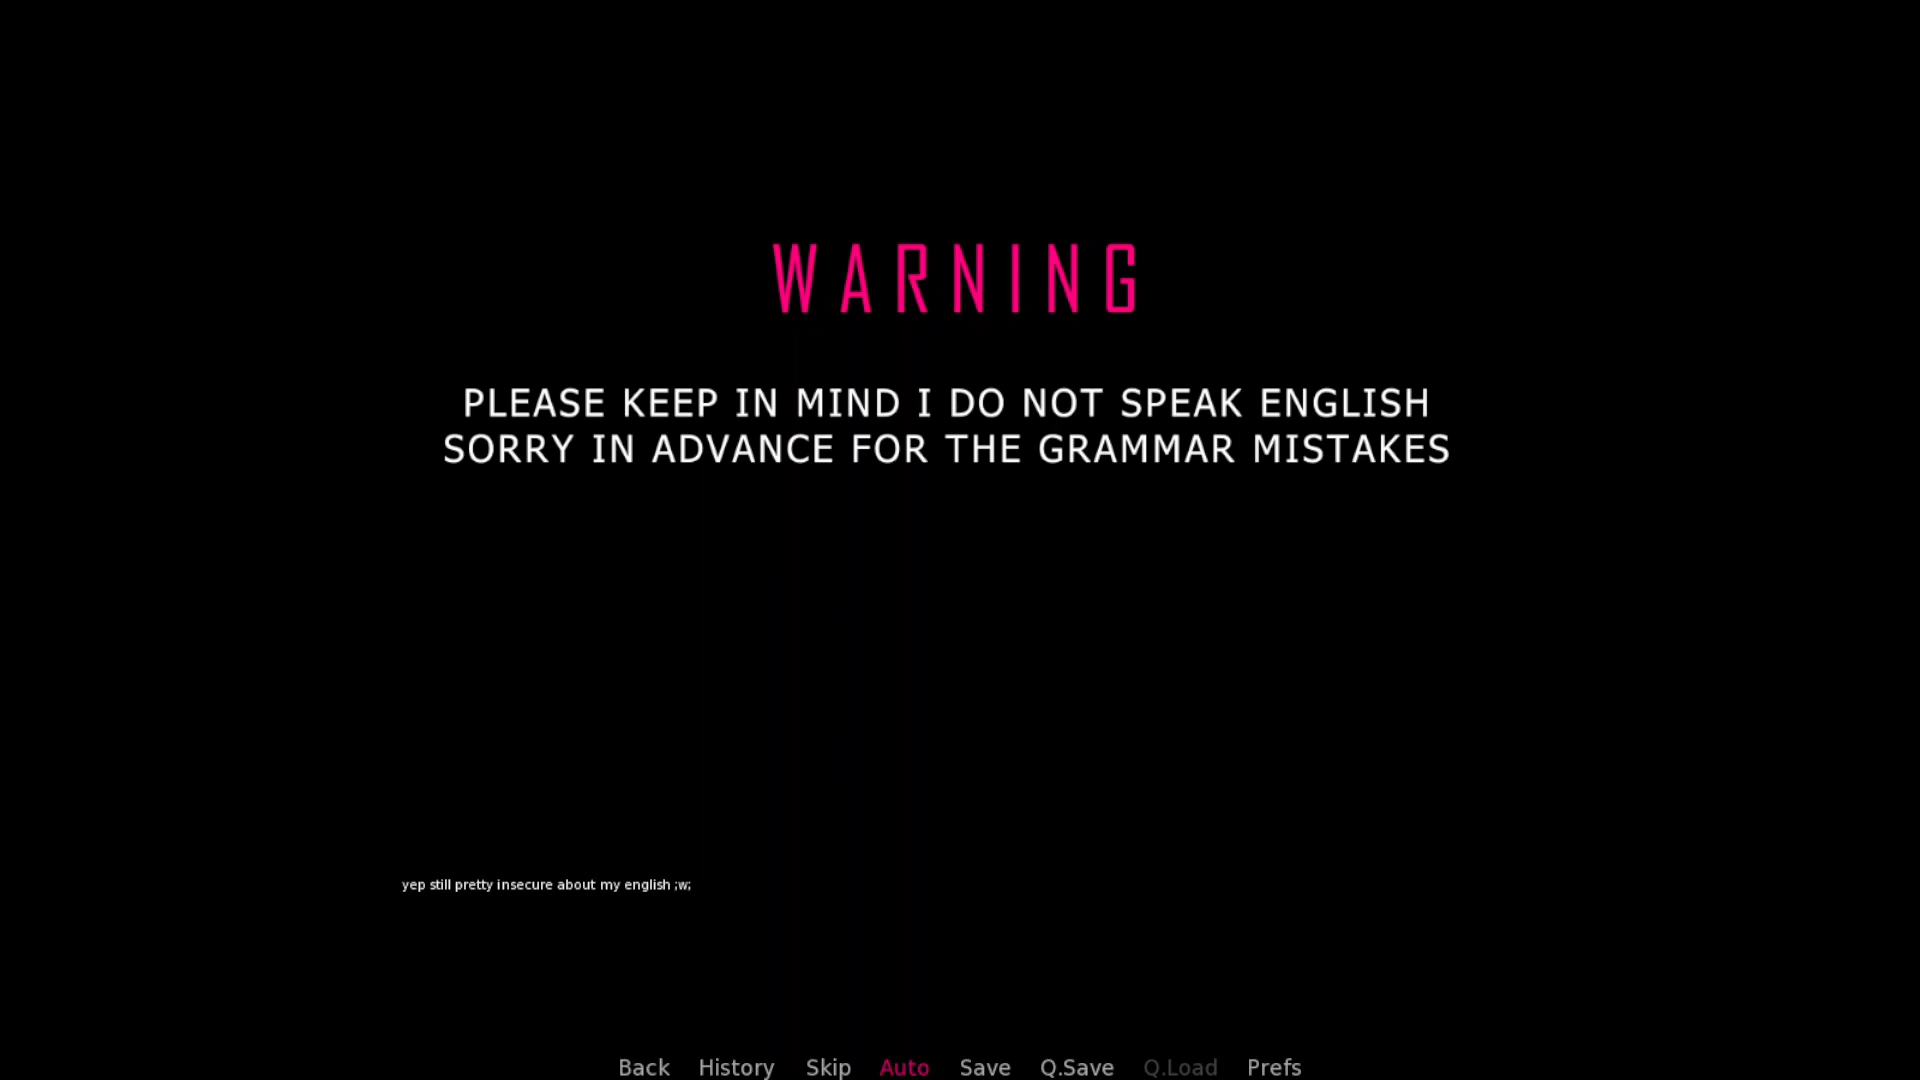 WARNING
PLEASE KEEP IN MIND I DO NOT SPEAK ENGLISH
SORRY IN ADVANCE FOR THE GRAMMAR MISTAKES
yep still pretty insecure about my english ;w;
Back History Skip Auto Save Q.Save Q.Load Prefs